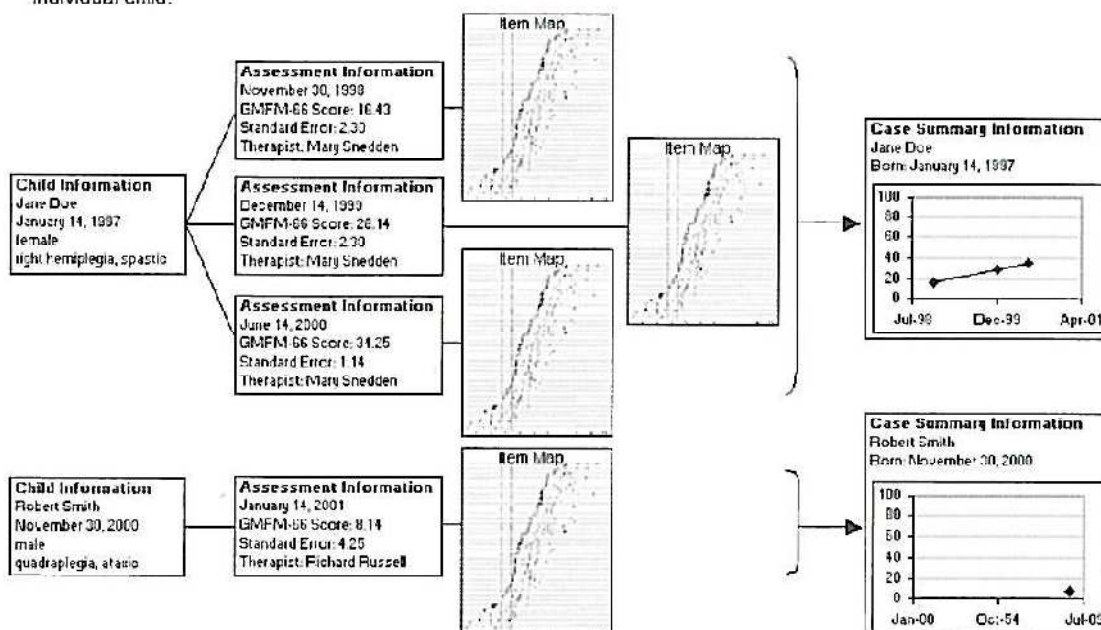 individual child.
Item Map
Assessment Information
November 30, 1998
GMFM-66 Score: 16.43
Standard Error: 2.30
Therapist: Mary Snedden
Child Information
Jane Doe
January 14, 1997
female
right hemiplegia, spastic
Assessment Information
December 14, 1999
GMFM-66 Score: 28.14
Standard Error: 2.30
Therapist: Mary Snedden
Item Map
Assessment Information
June 14, 2000
GMFM-66 Score: 34.25
Standard Error: 1.14
Therapist: Mary Snedden
Item Map
Case Summary Information
Jane Doe
Born: January 14, 1997
100
80
60
40
20
0
Jul-98 Dec-99 Apr-01
Child Information
Robert Smith
November 30, 2000
male
quadraplegia, ataxic
Assessment Information
January 14, 2001
GMFM-66 Score: 8.14
Standard Error: 4.25
Therapist: Richard Russell
Item Map
Case Summary Information
Robert Smith
Born: November 30, 2000
100
80
60
40
20
0
Jan-00 Oct-54 Jul-09